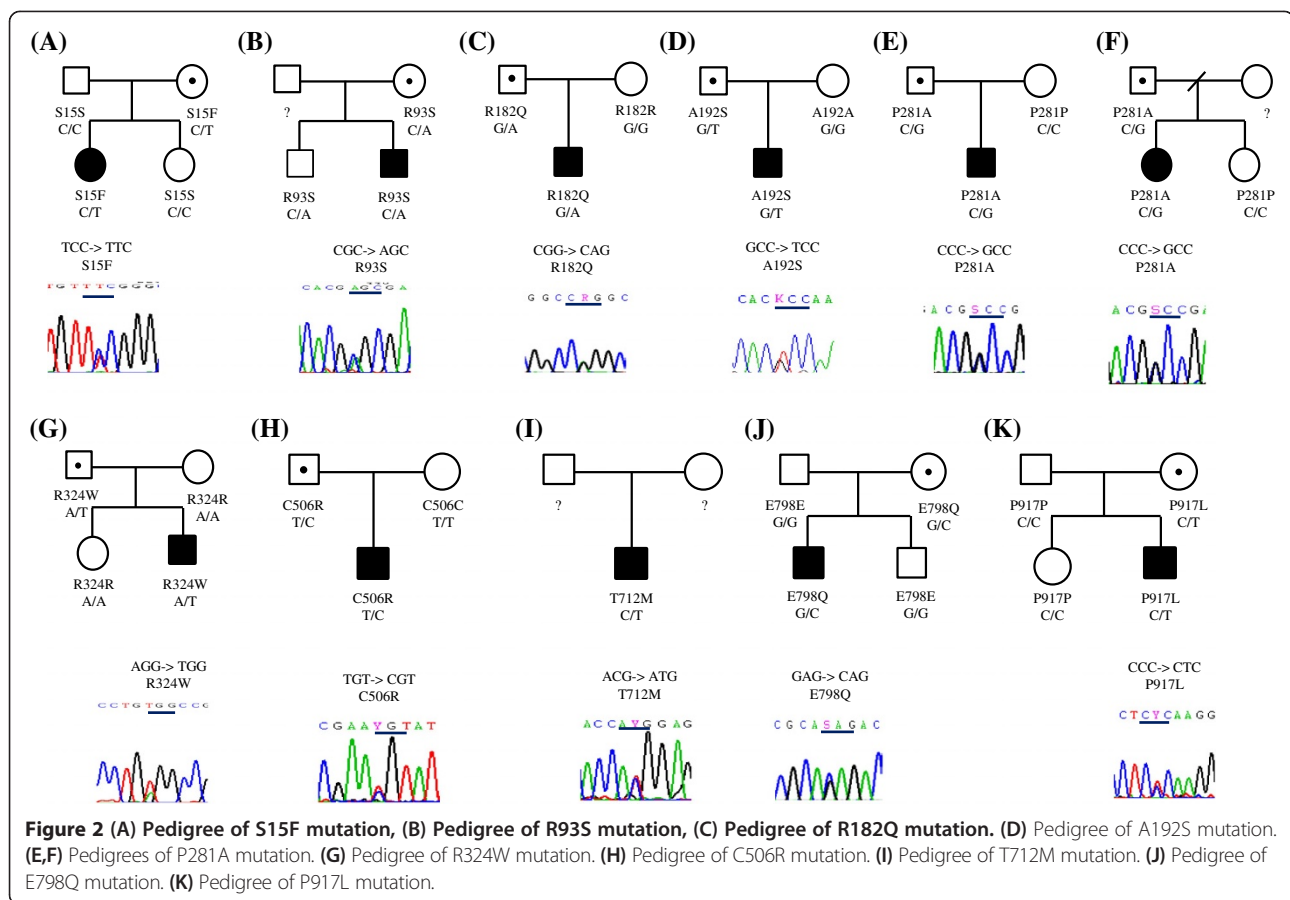 (A) (B) (C) (D) (E) (F)
S15S
C/C
S15F
C/T
S15F
C/T
S15S
C/C
TCC-> TTC
S15F
T G T T T C G G G
?
R93S
C/A
R93S
C/A
R93S
C/A
CGC-> AGC
R93S
C A C G A G C G A
R182Q
G/A
R182R
G/G
R182Q
G/A
CGG-> CAG
R182Q
G G C C R G G C
A192S
G/T
A192A
G/G
A192S
G/T
GCC-> TCC
A192S
C A C K C C A A
P281A
C/G
P281P
C/C
P281A
C/G
CCC-> GCC
P281A
A C G S C C G
P281A
C/G
?
P281A
C/G
P281P
C/C
CCC-> GCC
P281A
A C G S C C G
(G) (H) (I) (J) (K)
R324W
A/T
R324R
A/A
R324R
A/A
R324W
A/T
AGG-> TGG
R324W
C C T G T G G C C
C506R
T/C
C506C
T/T
C506R
T/C
TGT-> CGT
C506R
C G A A Y G T A T
?
?
T712M
C/T
ACG-> ATG
T712M
A C C A Y G G A G
E798E
G/G
E798Q
G/C
E798Q
G/C
E798E
G/G
GAG-> CAG
E798Q
C G C A S A G A C
P917P
C/C
P917L
C/T
P917P
C/C
P917L
C/T
CCC-> CTC
P917L
C T C Y C A A G G
Figure 2 (A) Pedigree of S15F mutation, (B) Pedigree of R93S mutation, (C) Pedigree of R182Q mutation. (D) Pedigree of A192S mutation.
(E,F) Pedigrees of P281A mutation. (G) Pedigree of R324W mutation. (H) Pedigree of C506R mutation. (I) Pedigree of T712M mutation. (J) Pedigree of
E798Q mutation. (K) Pedigree of P917L mutation.